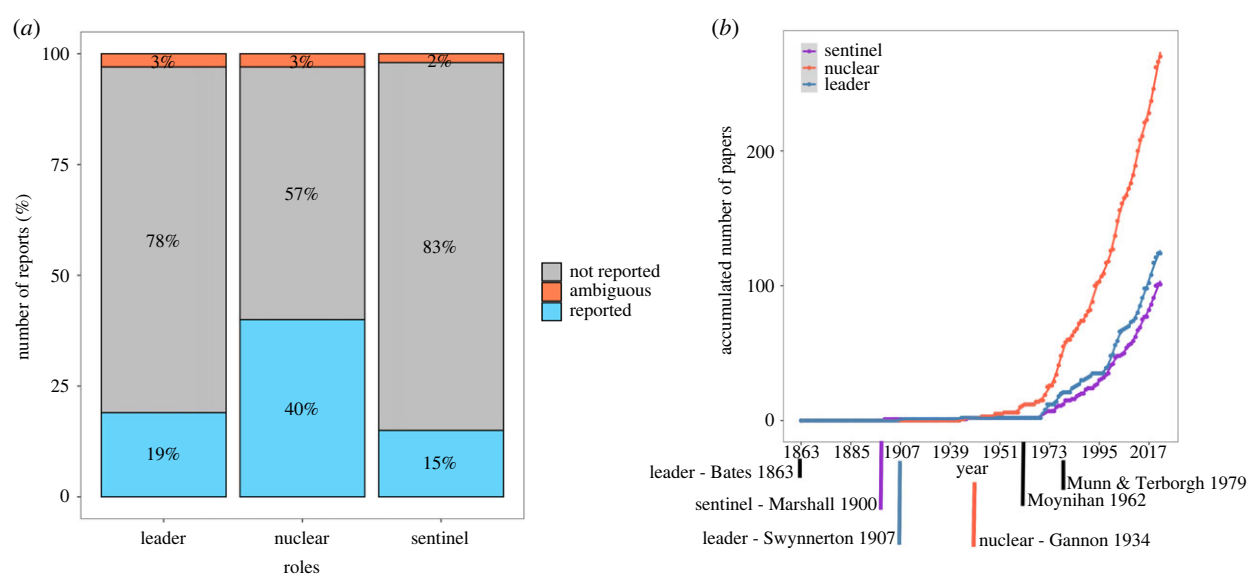 (a)
100
75
50
25
0
number of reports (%)
3%
3%
2%
78%
57%
83%
19%
40%
15%
leader
nuclear
sentinel
roles
not reported
ambiguous
reported
(b)
sentinel
nuclear
leader
200
100
0
accumulated number of papers
1863 1885 1907 1939 1951 1973 1995 2017
year
leader - Bates 1863
Munn & Terborgh 1979
sentinel - Marshall 1900
Moynihan 1962
leader - Swynnerton 1907
nuclear - Gannon 1934